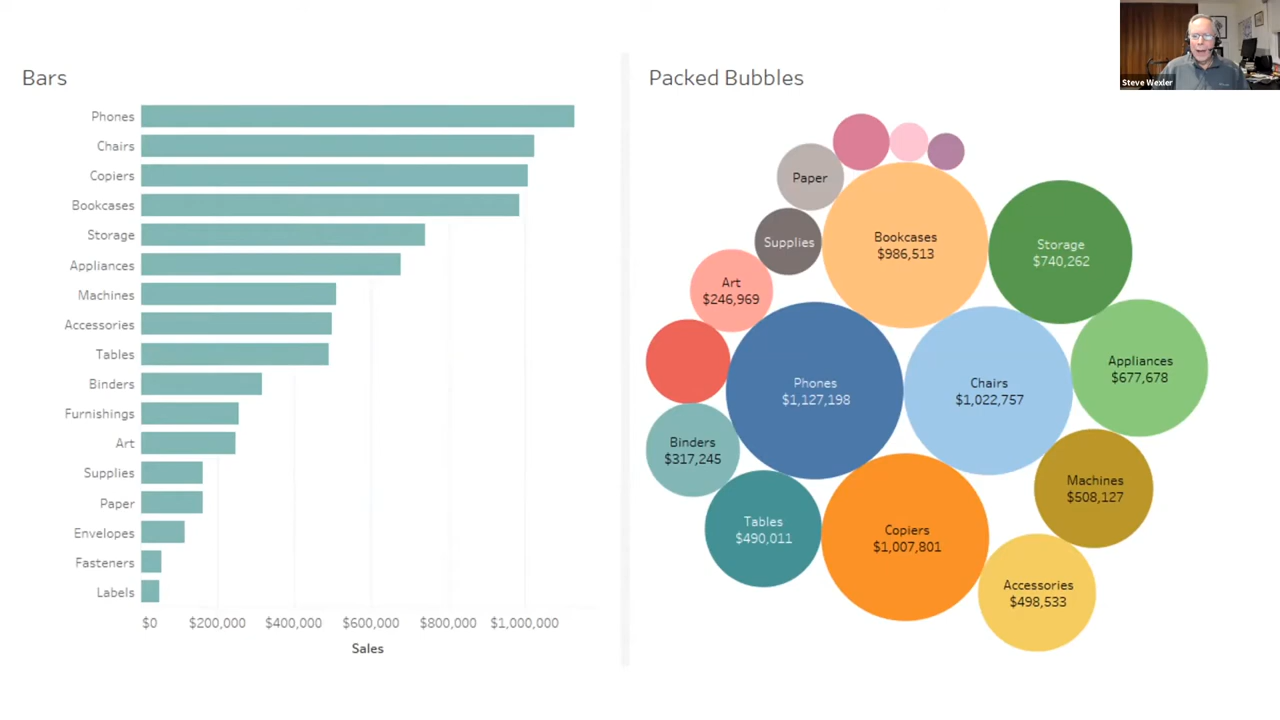 Steve Wexler
Bars
Phones
Chairs
Copiers
Bookcases
Storage
Appliances
Machines
Accessories
Tables
Binders
Furnishings
Art
Supplies
Paper
Envelopes
Fasteners
Labels
$0 $200,000 $400,000 $600,000 $800,000 $1,000,000
Sales
Packed Bubbles
Paper
Supplies
Bookcases
$986,513
Storage
$740,262
Art
$246,969
Appliances
$677,678
Phones
$1,127,198
Chairs
$1,022,757
Binders
$317,245
Machines
$508,127
Tables
$490,011
Copiers
$1,007,801
Accessories
$498,533